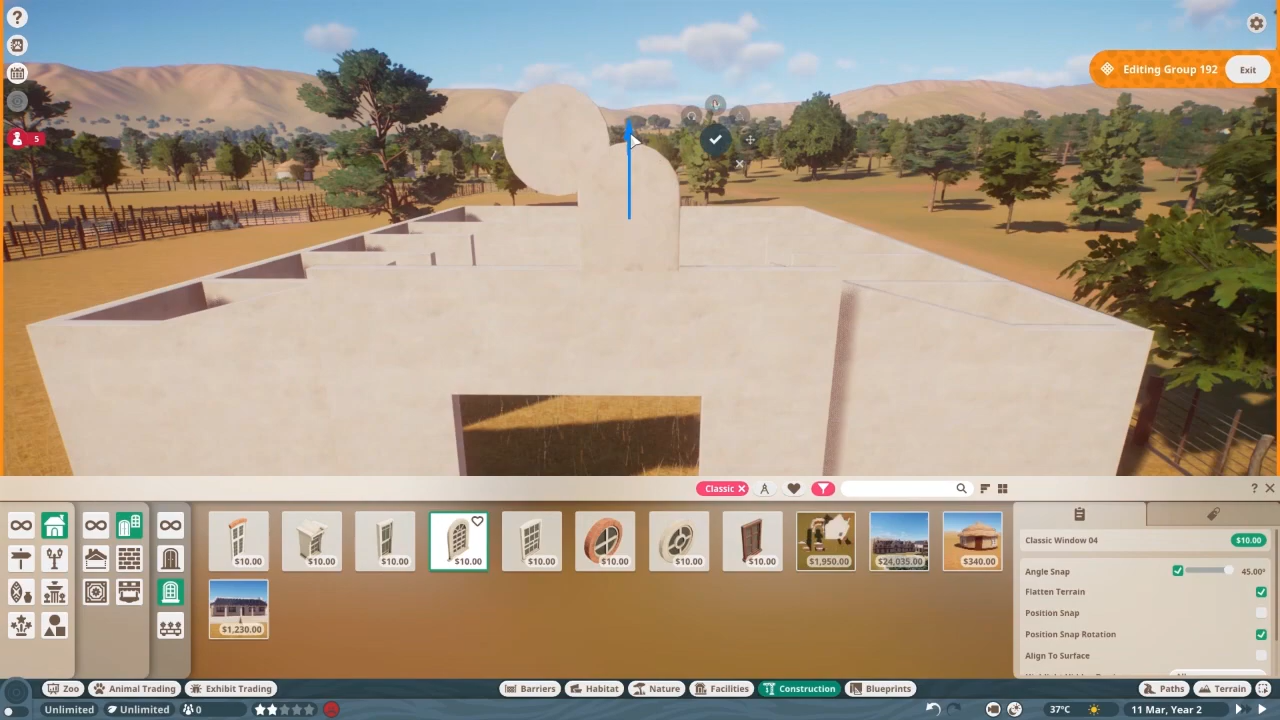 ?
5
Editing Group 192
Exit
Classic ×
? ×
$10.00
$10.00
$10.00
$10.00
$10.00
$10.00
$10.00
$10.00
$1,950.00
$24,035.00
$340.00
$1,230.00
Classic Window 04
$10.00
Angle Snap
45.00°
Flatten Terrain
Position Snap
Position Snap Rotation
Align To Surface
Zoo
Animal Trading
Exhibit Trading
Barriers
Habitat
Nature
Facilities
Construction
Blueprints
Paths
Terrain
Unlimited
Unlimited
0
37°C
11 Mar, Year 2